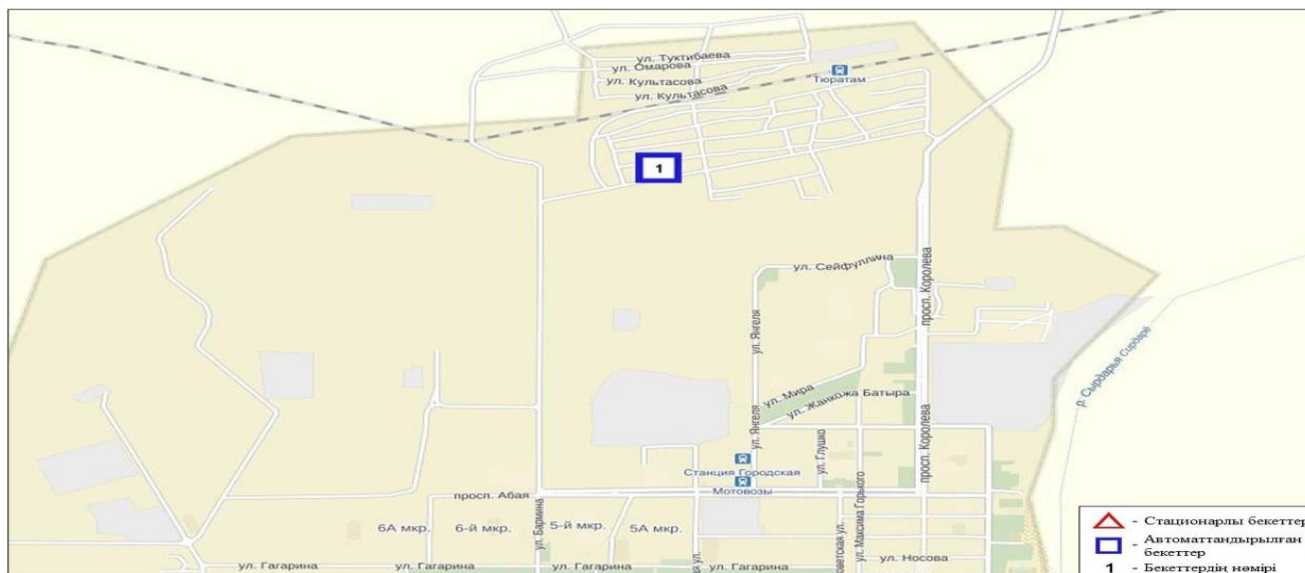 ул. Туктибаева
ул. Омарова
ул. Культасова
ул. Культасова
Тюратам
1
ул. Сейфуллина
просп. Королева
ул. Янгеля
р. Сырдарья Сирдарё
ул. Мира
ул. Жанкожа Батыра
просп. Королева
ул. Янгеля
ул. Глушко
Станция Городская
Мотовозы
ул. Максима Горького
просп. Абая
6А мкр.
6-й мкр.
5-й мкр.
5А мкр.
ул. Бармина
ул. Носова
ул. Гагарина
ул. Гагарина
ул. Гагарина
ул. Гагарина
- Стационарлы бекеттер
- Автоматтандырылған
бекеттер
1 - Бекеттердің нөмірі